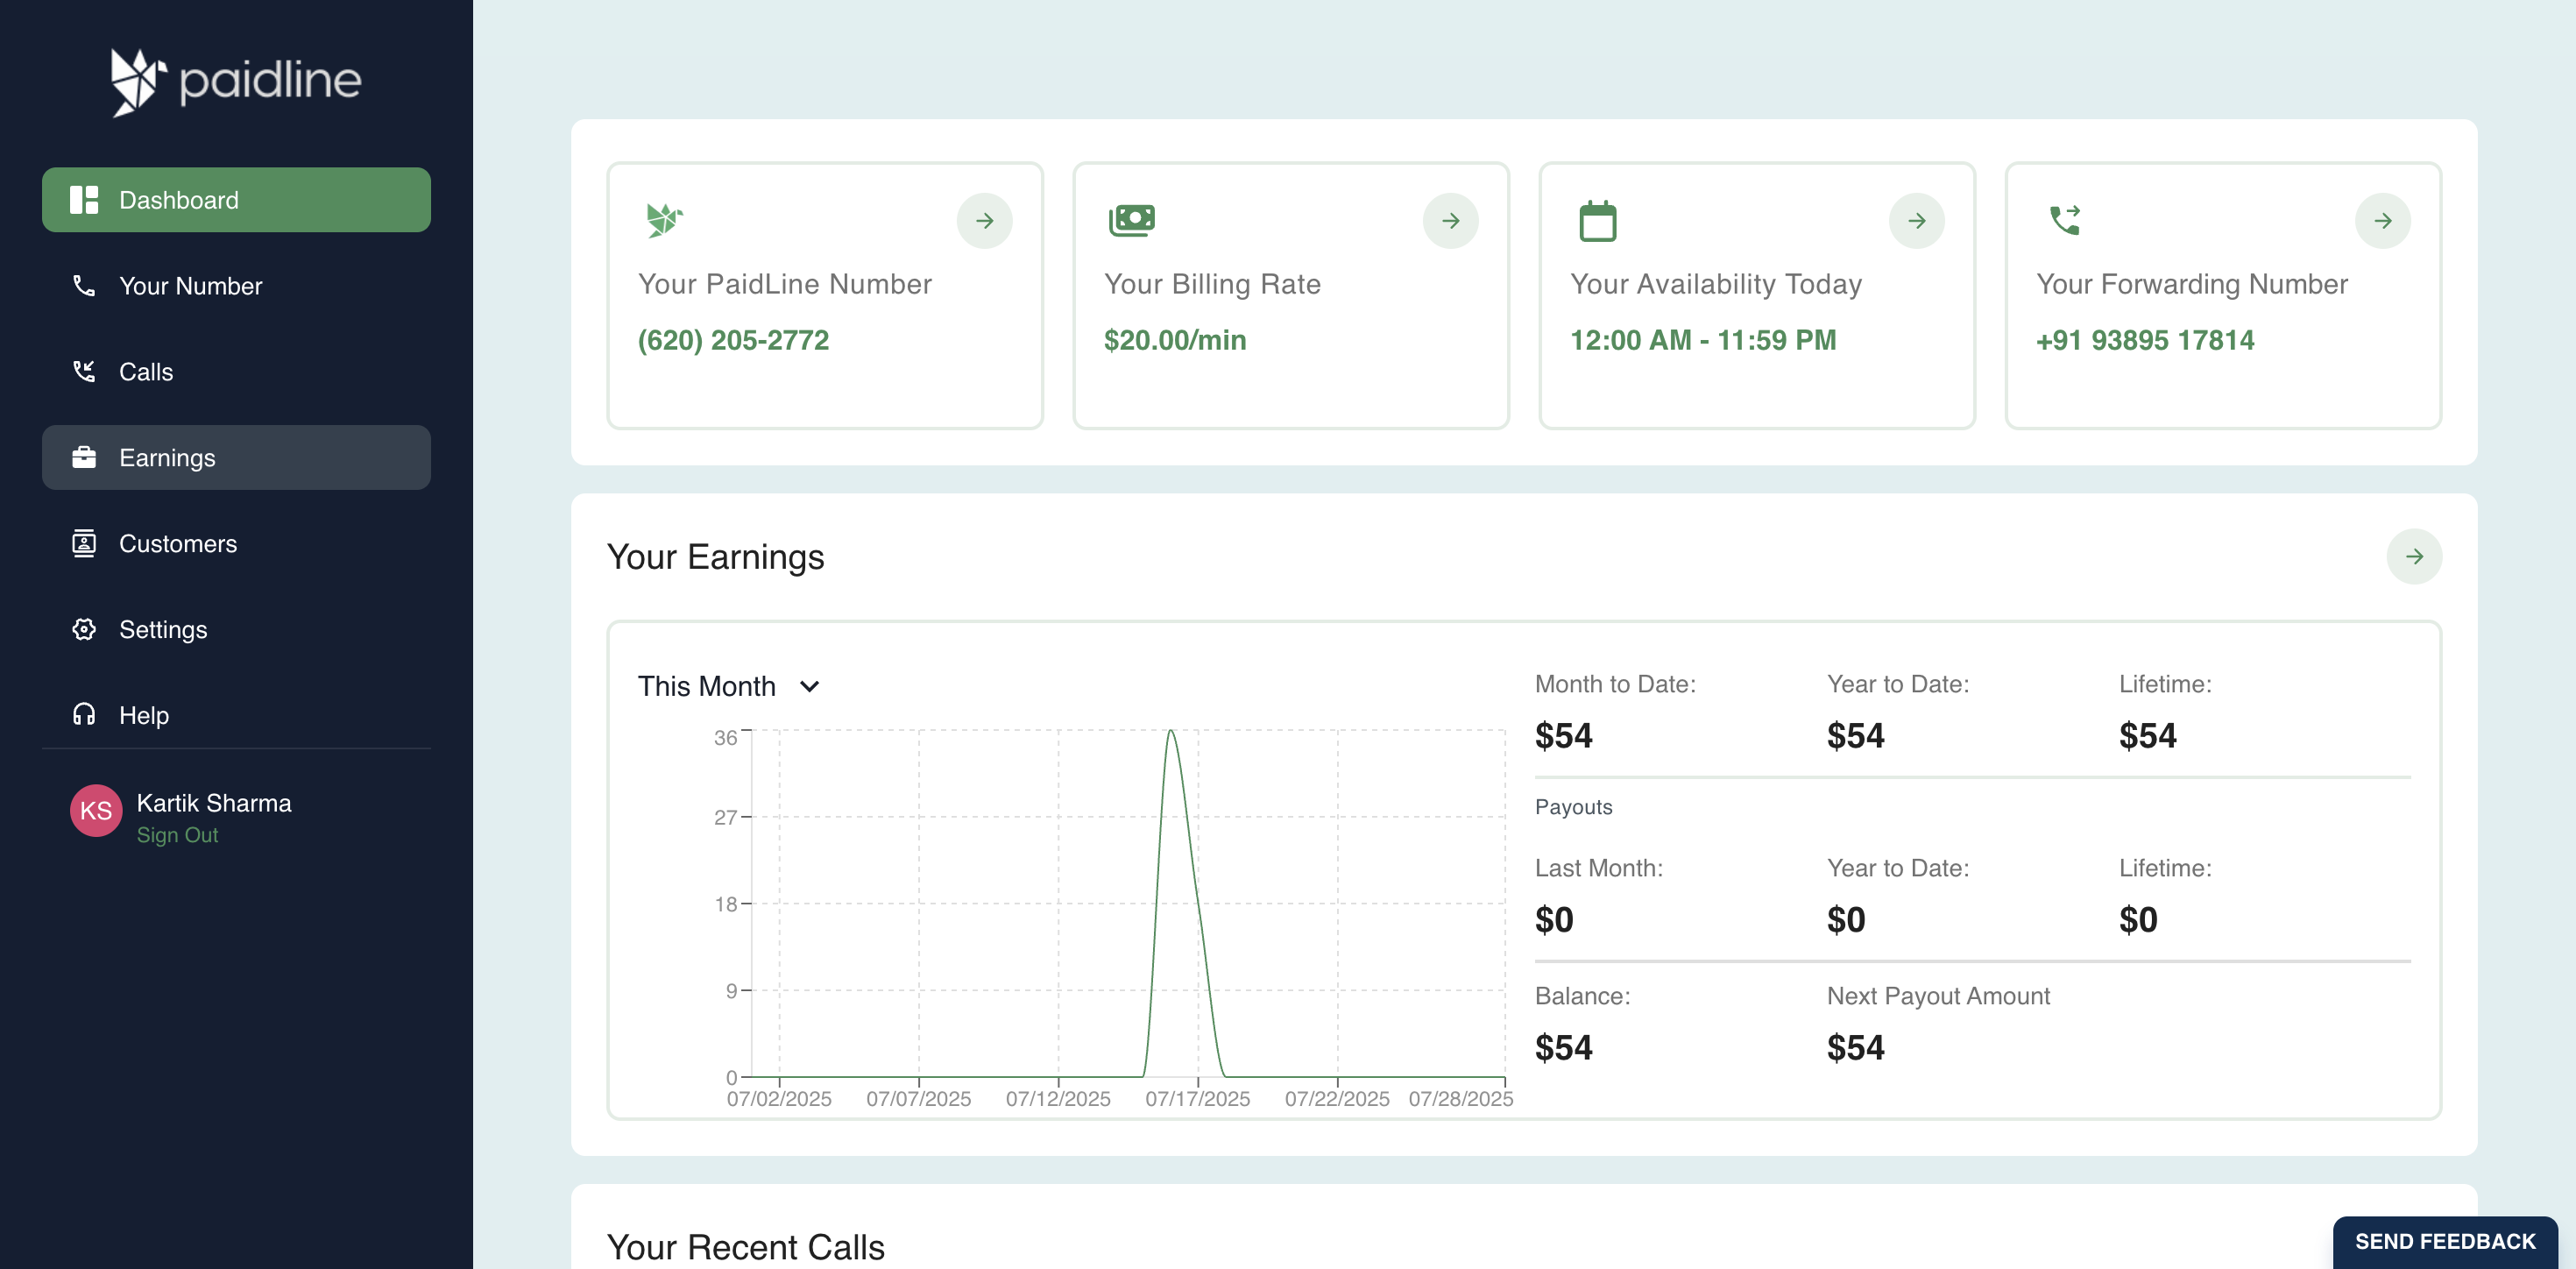 paidline
Dashboard
Your Number
Calls
Earnings
Customers
Settings
Help
KS
Kartik Sharma
Sign Out
Your PaidLine Number
(620) 205-2772
Your Billing Rate
$20.00/min
Your Availability Today
12:00 AM - 11:59 PM
Your Forwarding Number
+91 93895 17814
Your Earnings
This Month
36
27
18
9
0
07/02/2025 07/07/2025 07/12/2025 07/17/2025 07/22/2025 07/28/2025
Month to Date: Year to Date: Lifetime:
$54 $54 $54
Payouts
Last Month: Year to Date: Lifetime:
$0 $0 $0
Balance: Next Payout Amount
$54 $54
Your Recent Calls
SEND FEEDBACK